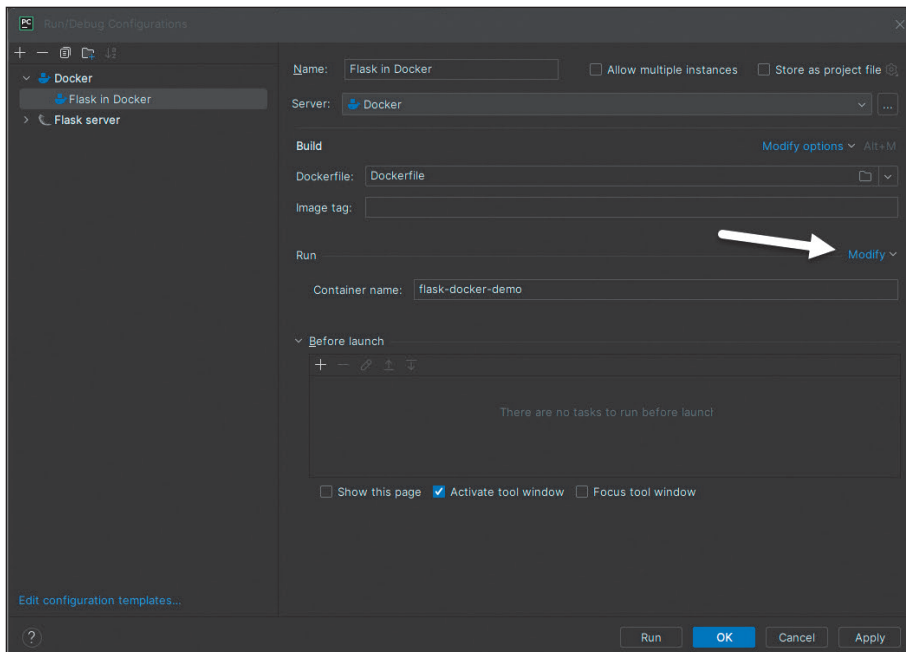 PC Run/Debug Configurations
Docker
Flask in Docker
Flask server
Edit configuration templates...
Name: Flask in Docker Allow multiple instances Store as project file
Server: Docker ...
Build Modify options Alt+M
Dockerfile: Dockerfile
Image tag:
Run Modify
Container name: flask-docker-demo
Before launch
There are no tasks to run before launcl
Show this page Activate tool window Focus tool window
? Run OK Cancel Apply